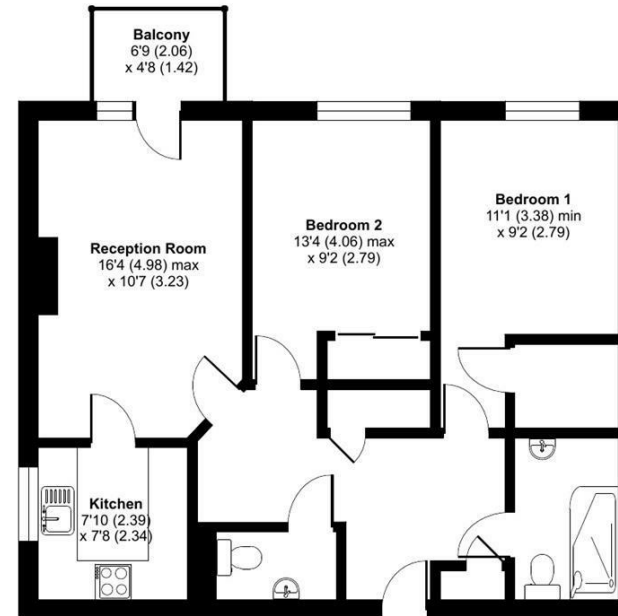 Balcony
6'9 (2.06)
x 4'8 (1.42)
Bedroom 1
11'1 (3.38) min
x 9'2 (2.79)
Bedroom 2
13'4 (4.06) max
x 9'2 (2.79)
Reception Room
16'4 (4.98) max
x 10'7 (3.23)
Kitchen
7'10 (2.39)
x 7'8 (2.34)